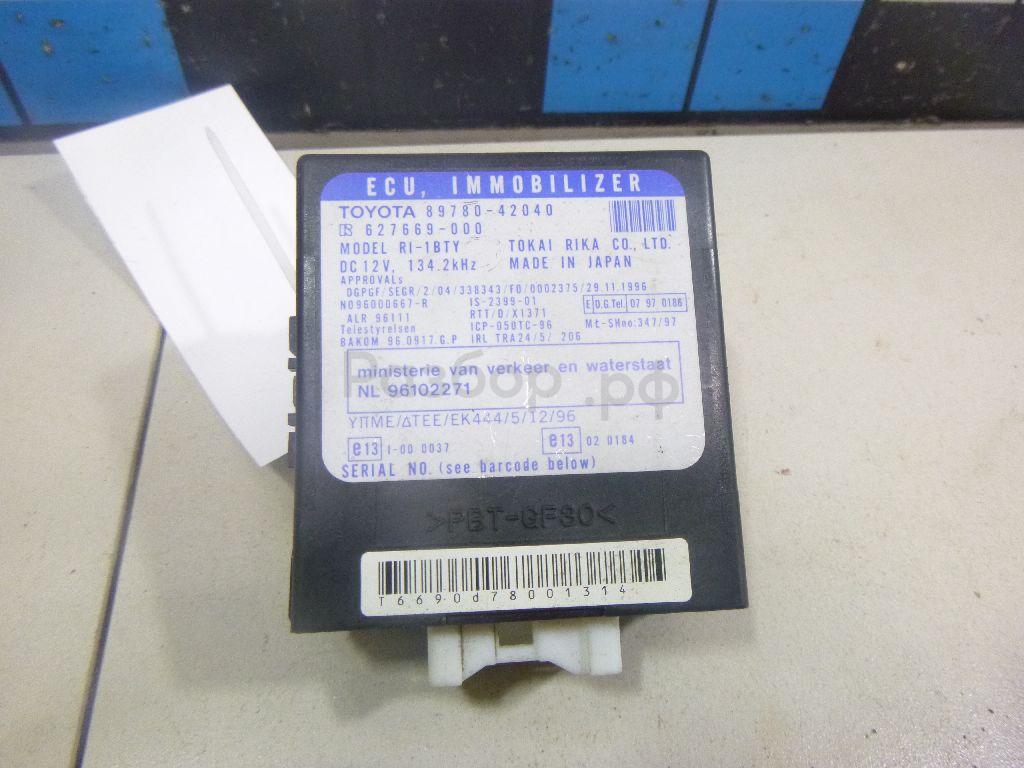 ECU, IMMOBILIZER
TOYOTA 89780-42040
627669-000
MODEL RI-1BTY TOKAI RIKA CO., LTD.
DC12V, 134.2kHz MADE IN JAPAN
APPROVALs
DGPGF/SEGR/2/04/338343/F0/0002375/29.11.1996
NO96000667-R IS-2399-01 E D.G.Tel. 07 97 0186
ALR 96111 RTT/D/X1371
Telestyrelsen ICP-050TC-96 Mt-SHno:347/97
BAKOM 96.0917.G.P IRL TRA24/5/ 206
ministerie van verkeer en waterstaat
NL 96102271
Разбор.рф
ΥΠΜΕ/ΔΤΕΕ/ΕΚ444/5/12/96
e13 1-00 0037 e13 02 0184
SERIAL NO. (see barcode below)
>PBT-GF30<
T6690d78001314